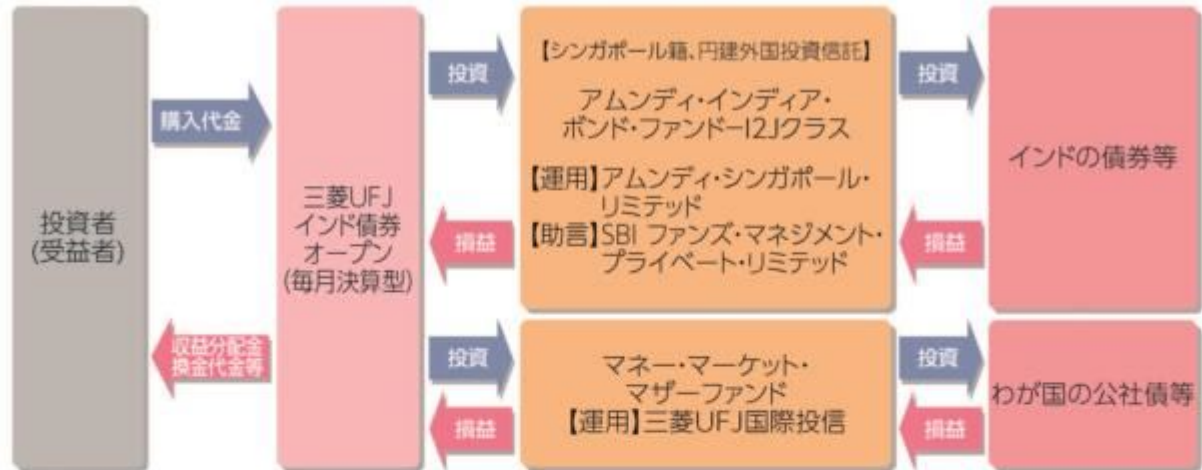 投資者
(受益者)
購入代金
収益分配金
換金代金等
三菱UFJ
インド債券
オープン
(毎月決算型)
投資
損益
【シンガポール籍、円建外国投資信託】
アムンディ・インディア・
ボンド・ファンド－I2Jクラス
【運用】アムンディ・シンガポール・
リミテッド
【助言】SBI ファンズ・マネジメント・
プライベート・リミテッド
投資
損益
インドの債券等
投資
損益
マネー・マーケット・
マザーファンド
【運用】三菱UFJ国際投信
投資
損益
わが国の公社債等